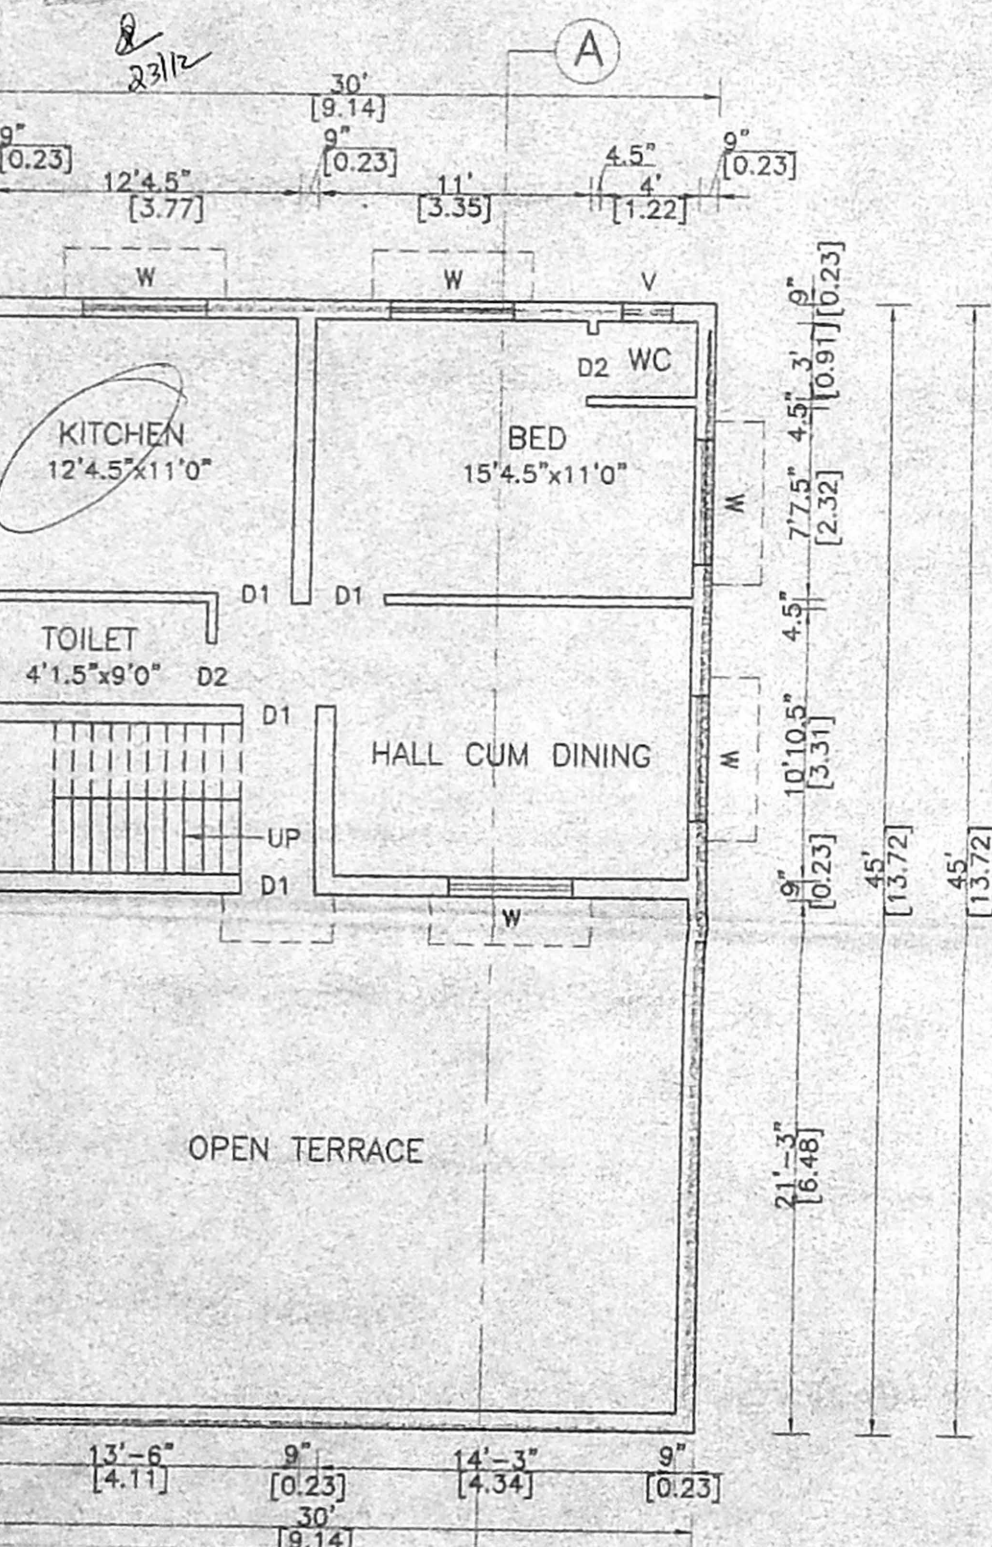 23/12
A
30'
[9.14]
9"
[0.23]
9"
[0.23]
4.5"
9"
[0.23]
12'4.5"
[3.77]
11'
[3.35]
4'
[1.22]
W
W
V
9"
[0.23]
D2 WC
3'
[0.91]
4.5"
KITCHEN
12'4.5"x11'0"
BED
15'4.5"x11'0"
W
7'7.5"
[2.32]
D1
D1
4.5"
TOILET
4'1.5"x9'0"
D2
D1
HALL CUM DINING
W
10'10.5"
[3.31]
UP
D1
W
9"
[0.23]
45'
[13.72]
45'
[13.72]
OPEN TERRACE
21'-3"
[6.48]
13'-6"
[4.11]
9"
[0.23]
14'-3"
[4.34]
9"
[0.23]
30'
[9.14]